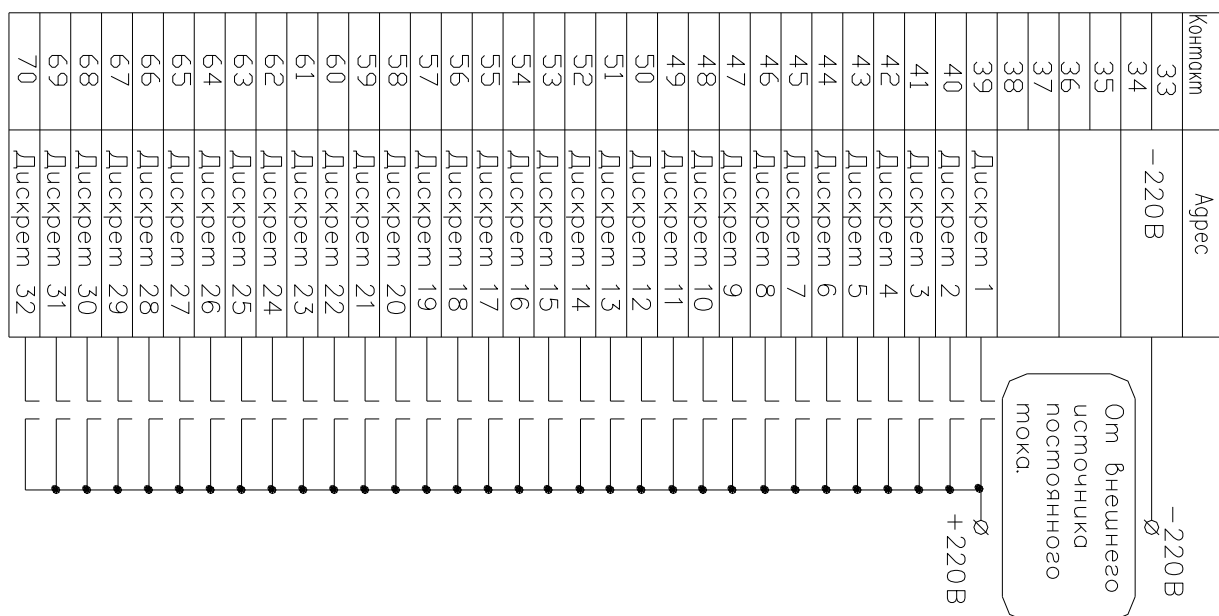 Контакт Адрес
33
34 -220В
35
36
37
38
39 Дискрет 1
40 Дискрет 2
41 Дискрет 3
42 Дискрет 4
43 Дискрет 5
44 Дискрет 6
45 Дискрет 7
46 Дискрет 8
47 Дискрет 9
48 Дискрет 10
49 Дискрет 11
50 Дискрет 12
51 Дискрет 13
52 Дискрет 14
53 Дискрет 15
54 Дискрет 16
55 Дискрет 17
56 Дискрет 18
57 Дискрет 19
58 Дискрет 20
59 Дискрет 21
60 Дискрет 22
61 Дискрет 23
62 Дискрет 24
63 Дискрет 25
64 Дискрет 26
65 Дискрет 27
66 Дискрет 28
67 Дискрет 29
68 Дискрет 30
69 Дискрет 31
70 Дискрет 32
-220В
От внешнего
источника
постоянного
тока.
+220В